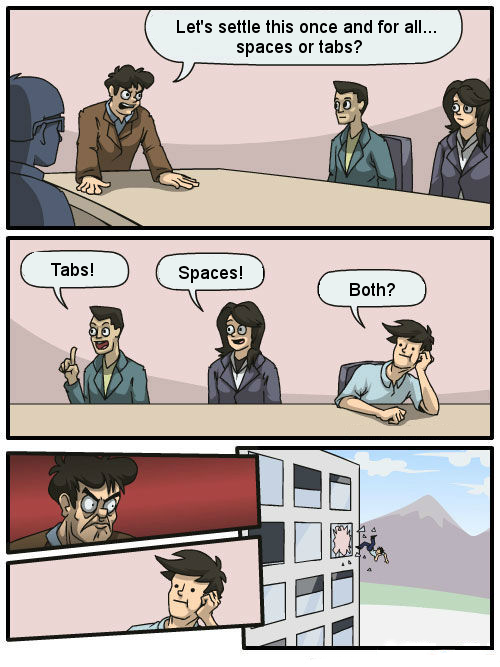 Let's settle this once and for all...
spaces or tabs?
Tabs!
Spaces!
Both?